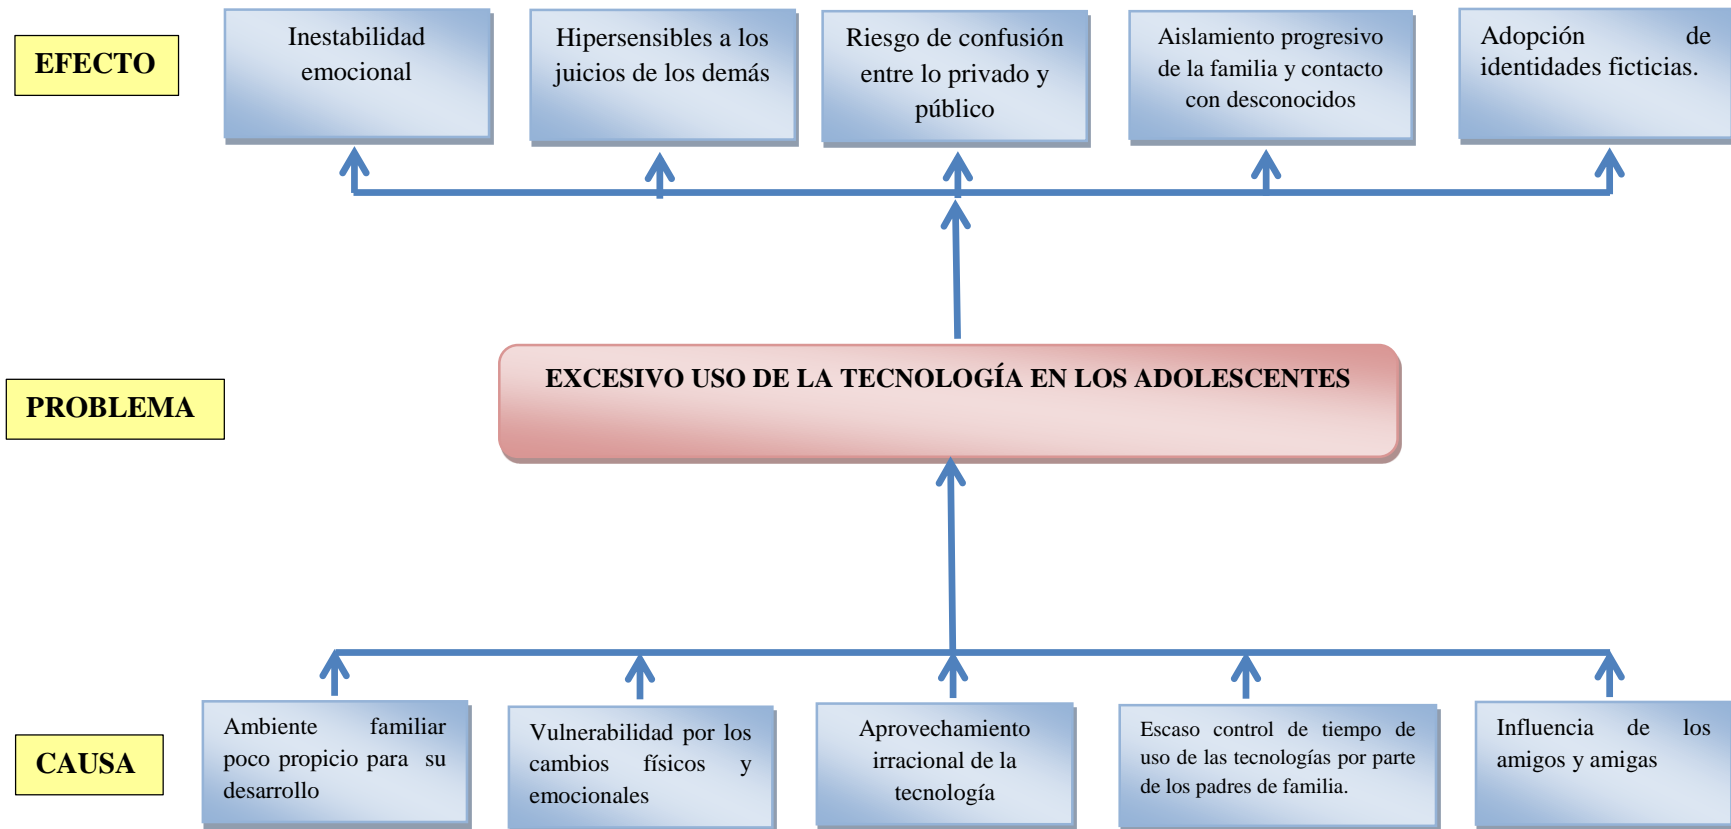 EFECTO
Inestabilidad
emocional
Hipersensibles a los
juicios de los demás
Riesgo de confusión
entre lo privado y
público
Aislamiento progresivo
de la familia y contacto
con desconocidos
Adopción de
identidades ficticias.
PROBLEMA
EXCESIVO USO DE LA TECNOLOGÍA EN LOS ADOLESCENTES
CAUSA
Ambiente familiar
poco propicio para su
desarrollo
Vulnerabilidad por los
cambios físicos y
emocionales
Aprovechamiento
irracional de la
tecnología
Escaso control de tiempo de
uso de las tecnologías por parte
de los padres de familia.
Influencia de los
amigos y amigas